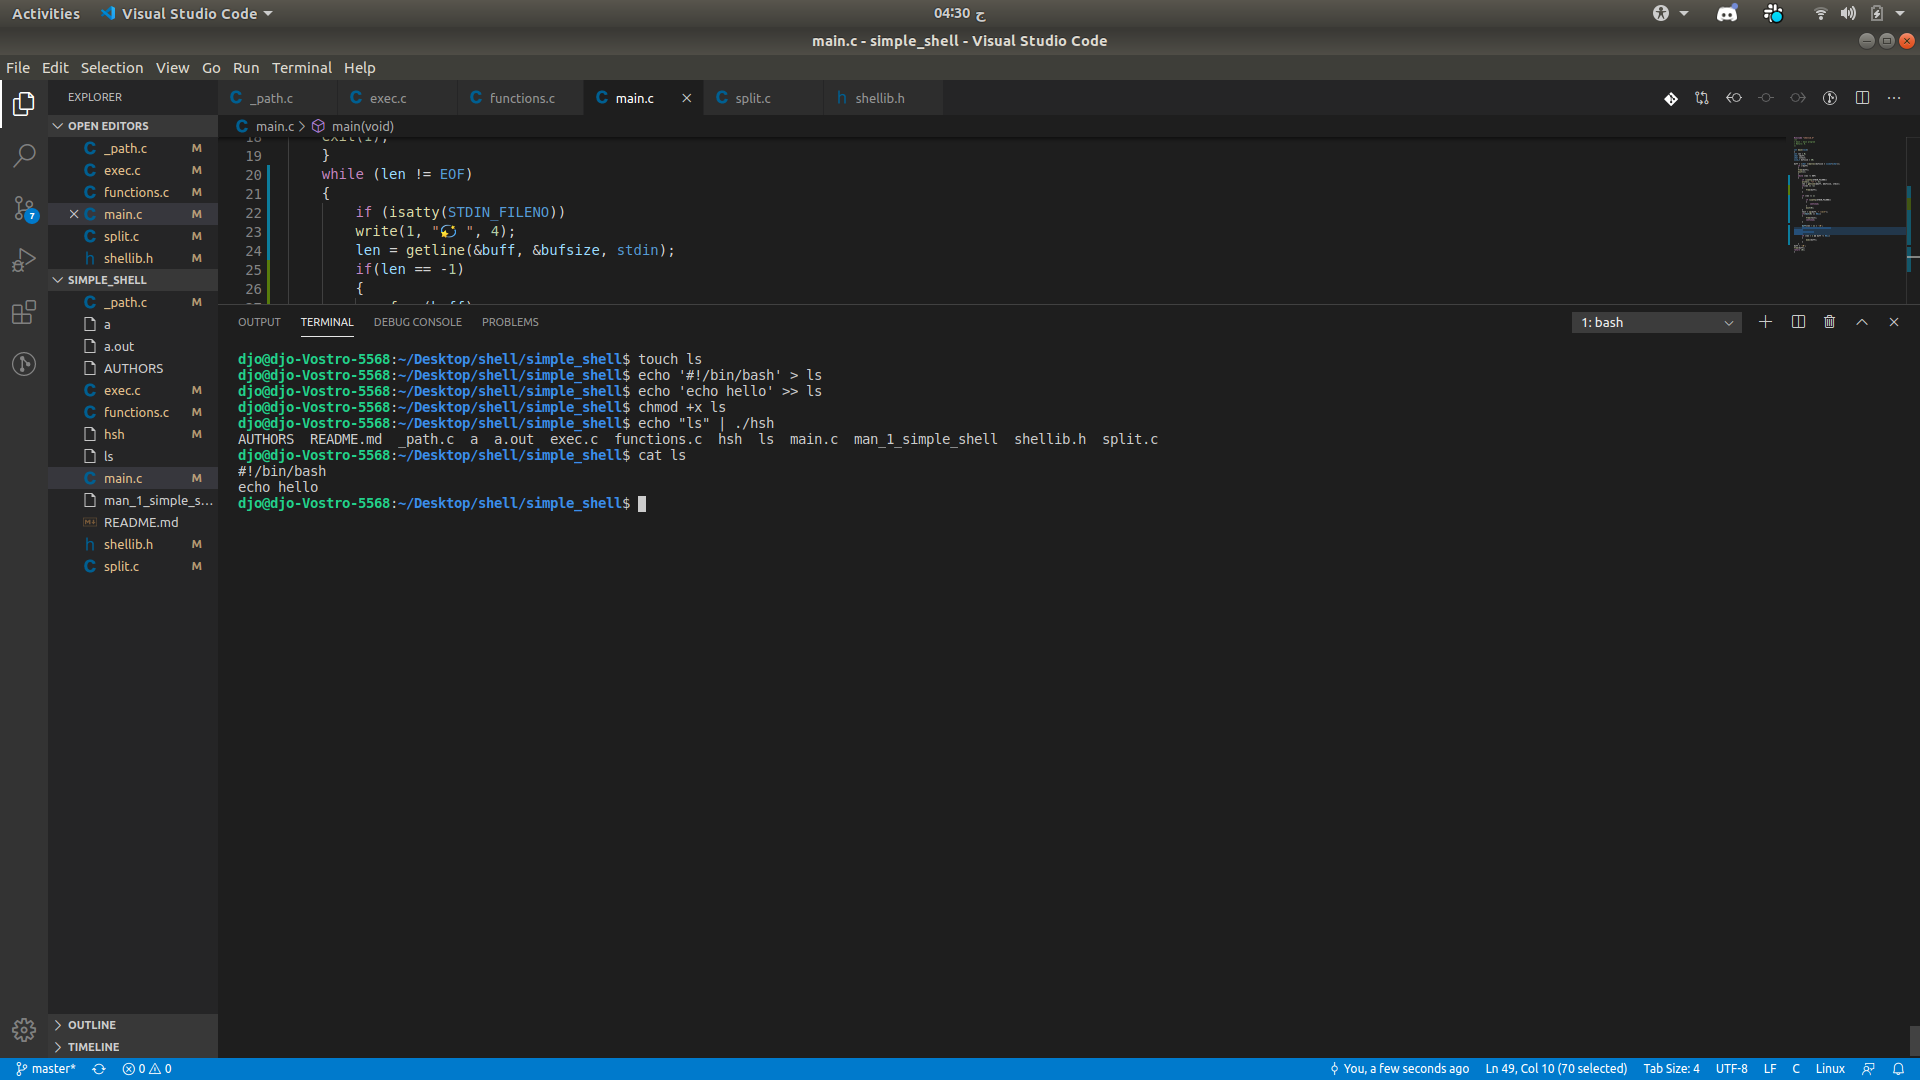 Activities Visual Studio Code 04:30 ح
main.c - simple_shell - Visual Studio Code
File Edit Selection View Go Run Terminal Help
EXPLORER
OPEN EDITORS
_path.c M
exec.c M
functions.c M
main.c M
split.c M
shellib.h M
SIMPLE_SHELL
_path.c M
a
a.out
AUTHORS
exec.c M
functions.c M
hsh M
ls
main.c M
man_1_simple_s...
README.md
shellib.h M
split.c M
OUTLINE
TIMELINE
7
_path.c exec.c functions.c main.c split.c shellib.h
main.c > main(void)
18 exit(1);
19 }
20 while (len != EOF)
21 {
22 if (isatty(STDIN_FILENO))
23 write(1, "💫 ", 4);
24 len = getline(&buff, &bufsize, stdin);
25 if(len == -1)
26 {
OUTPUT TERMINAL DEBUG CONSOLE PROBLEMS 1: bash
djo@djo-Vostro-5568:~/Desktop/shell/simple_shell$ touch ls
djo@djo-Vostro-5568:~/Desktop/shell/simple_shell$ echo '#!/bin/bash' > ls
djo@djo-Vostro-5568:~/Desktop/shell/simple_shell$ echo 'echo hello' >> ls
djo@djo-Vostro-5568:~/Desktop/shell/simple_shell$ chmod +x ls
djo@djo-Vostro-5568:~/Desktop/shell/simple_shell$ echo "ls" | ./hsh
AUTHORS README.md _path.c a a.out exec.c functions.c hsh ls main.c man_1_simple_shell shellib.h split.c
djo@djo-Vostro-5568:~/Desktop/shell/simple_shell$ cat ls
#!/bin/bash
echo hello
djo@djo-Vostro-5568:~/Desktop/shell/simple_shell$
master* 0 0 You, a few seconds ago Ln 49, Col 10 (70 selected) Tab Size: 4 UTF-8 LF C Linux